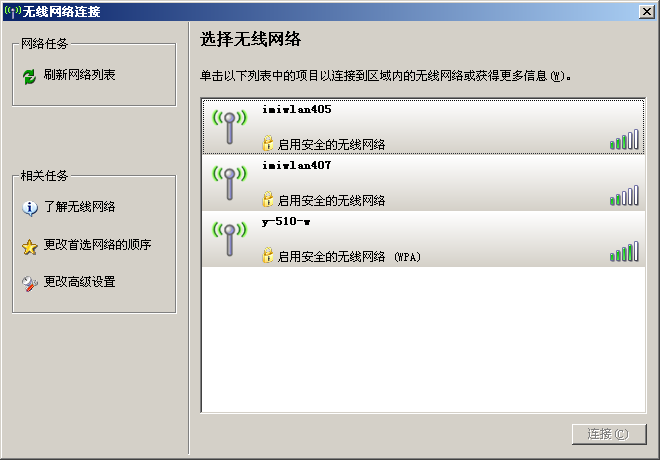 无线网络连接
网络任务
刷新网络列表
相关任务
了解无线网络
更改首选网络的顺序
更改高级设置
选择无线网络
单击以下列表中的项目以连接到区域内的无线网络或获得更多信息(W)。
imiwlan405
启用安全的无线网络
imiwlan407
启用安全的无线网络
y-510-w
启用安全的无线网络 (WPA)
连接(C)